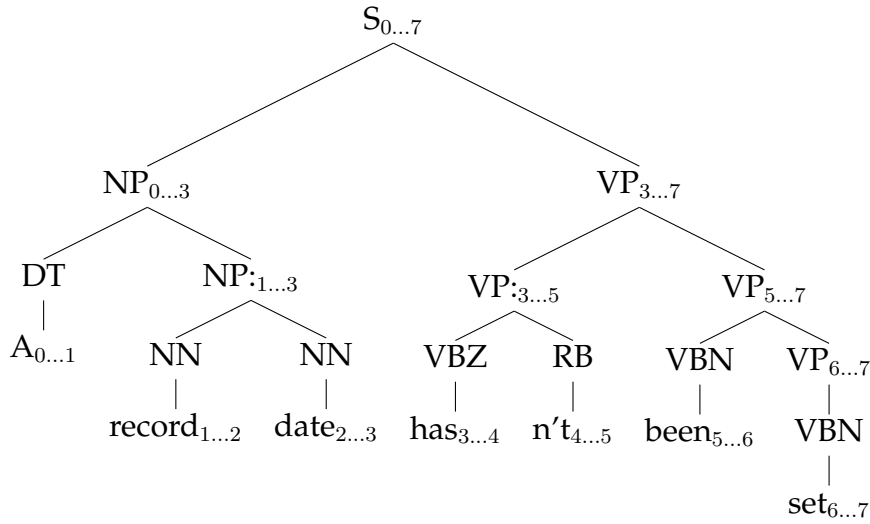 S0...7
NP0...3 VP3...7
DT NP:1...3 VP:3...5 VP5...7
A0...1 NN NN VBZ RB VBN VP6...7
record1...2 date2...3 has3...4 n't4...5 been5...6 VBN
set6...7